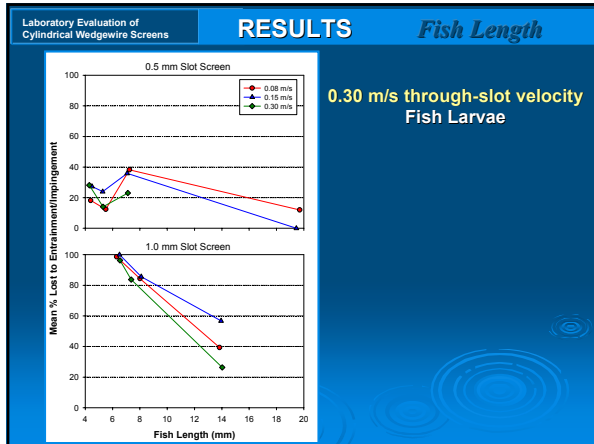 Laboratory Evaluation of
Cylindrical Wedgewire Screens
RESULTS
Fish Length
0.30 m/s through-slot velocity
Fish Larvae
0.5 mm Slot Screen
0.08 m/s
0.15 m/s
0.30 m/s
100
80
60
40
20
0
1.0 mm Slot Screen
100
80
60
40
20
0
Mean % Lost to Entrainment/Impingement
4 6 8 10 12 14 16 18 20
Fish Length (mm)